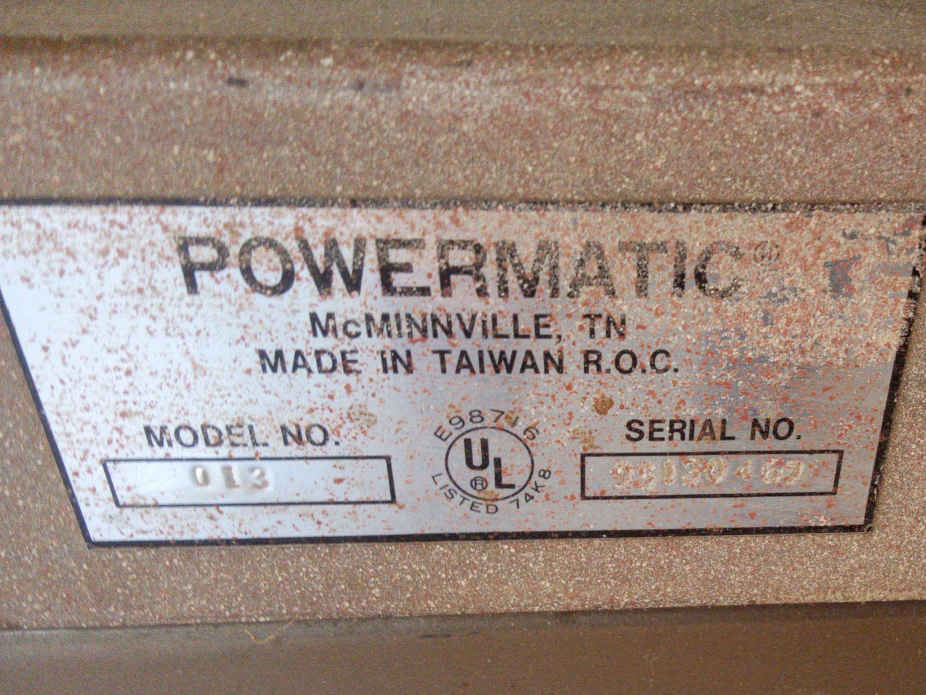 POWERMATIC®
McMINNViLLE, TN
MADE IN TAIWAN R.O.C.
MODEL NO.
013
E98716
UL
®
LISTED 74K8
SERIAL NO.